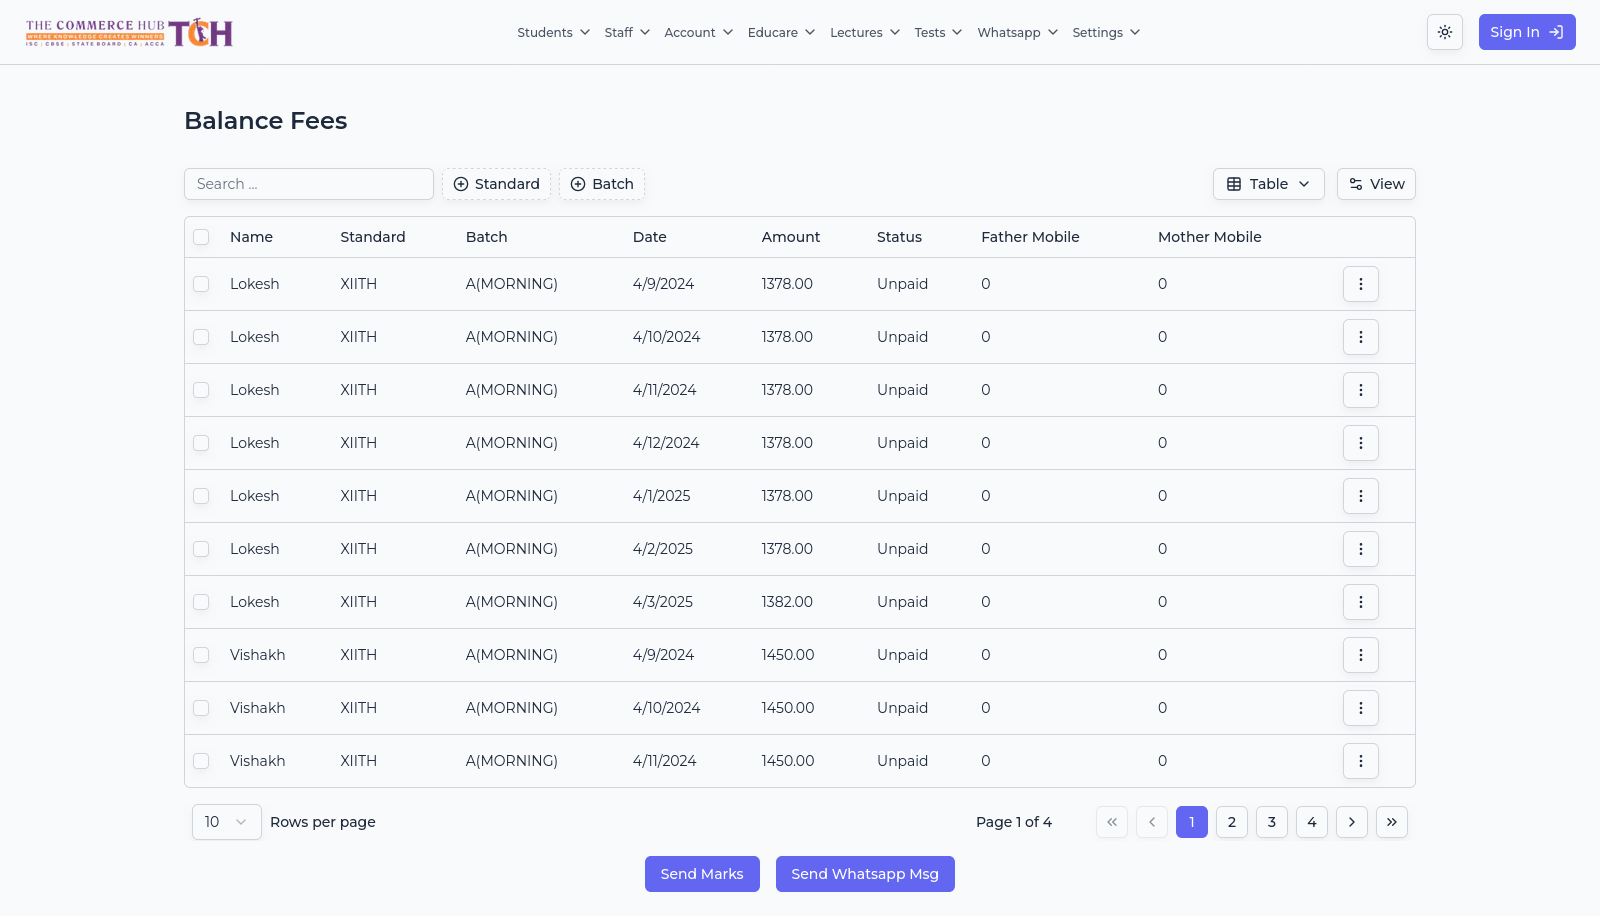 THE COMMERCE HUB TCH
WHERE KNOWLEDGE CREATES WINNERS
ISC | CBSE | STATE BOARD | CA | ACCA
Students Staff Account Educare Lectures Tests Whatsapp Settings
Sign In
Balance Fees
Search ... Standard Batch Table View
Name Standard Batch Date Amount Status Father Mobile Mother Mobile
Lokesh XIITH A(MORNING) 4/9/2024 1378.00 Unpaid 0 0
Lokesh XIITH A(MORNING) 4/10/2024 1378.00 Unpaid 0 0
Lokesh XIITH A(MORNING) 4/11/2024 1378.00 Unpaid 0 0
Lokesh XIITH A(MORNING) 4/12/2024 1378.00 Unpaid 0 0
Lokesh XIITH A(MORNING) 4/1/2025 1378.00 Unpaid 0 0
Lokesh XIITH A(MORNING) 4/2/2025 1378.00 Unpaid 0 0
Lokesh XIITH A(MORNING) 4/3/2025 1382.00 Unpaid 0 0
Vishakh XIITH A(MORNING) 4/9/2024 1450.00 Unpaid 0 0
Vishakh XIITH A(MORNING) 4/10/2024 1450.00 Unpaid 0 0
Vishakh XIITH A(MORNING) 4/11/2024 1450.00 Unpaid 0 0
10 Rows per page Page 1 of 4 1 2 3 4
Send Marks Send Whatsapp Msg